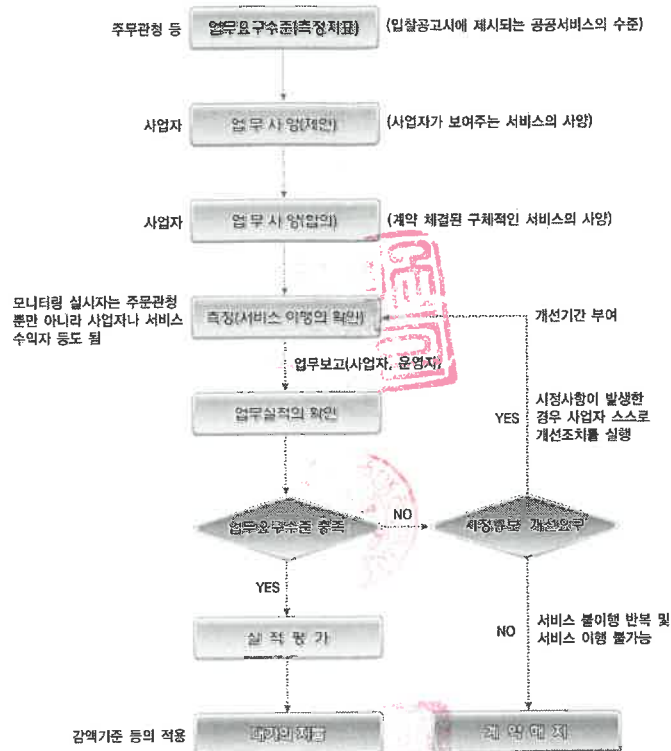 주무관청 등
업무요구수준(측정지표)
(입찰공고시에 제시되는 공공서비스의 수준)
사업자
업 무 사 양(제안)
(사업자가 보여주는 서비스의 사양)
사업자
업 무 사 양(합의)
(계약 체결된 구체적인 서비스의 사양)
모니터링 실시자는 주무관청
뿐만 아니라 사업자나 서비스
수익자 등도 됨
측정(서비스 이행의 확인)
개선기간 부여
업무보고(사업자, 운영자)
업무실적의 확인
YES
시정사항이 발생한
경우 사업자 스스로
개선조치를 실행
업무요구수준 충족
NO
시정통보 개선요구
YES
실 적 평 가
NO
서비스 불이행 반복 및
서비스 이행 불가능
감액기준 등의 적용
대가의 지급
계 약 해 지